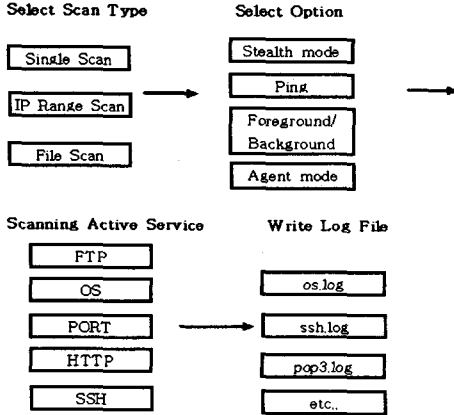 Select Scan Type
Single Scan
IP Range Scan
File Scan
Select Option
Stealth mode
Ping
Foreground/
Background
Agent mode
Scanning Active Service
FTP
OS
PORT
HTTP
SSH
Write Log File
os.log
ssh.log
pop3.log
etc..